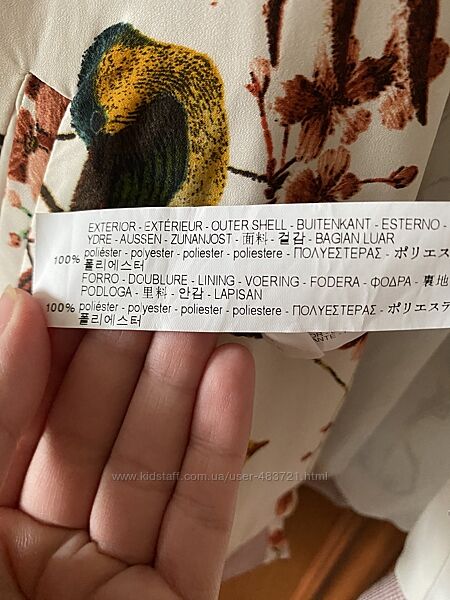 EXTERIOR - EXTÉRIEUR - OUTER SHELL - BUITENKANT - ESTERNO -
YDRE - AUSSEN - ZUNANJOST - 面料 - 겉감 - BAGIAN LUAR
100% poliéster - polyester - poliester - poliestere - ΠΟΛΥΕΣΤΕΡΑΣ - ポリエス
폴리에스터
FORRO - DOUBLURE - LINING - VOERING - FODERA - ΦΟΔΡΑ - 裏地
PODLOGA - 里料 - 안감 - LAPISAN
100% poliéster - polyester - poliester - poliestere - ΠΟΛΥΕΣΤΕΡΑΣ - ポリエステ
폴리에스터
www.kidstaff.com.ua/user-483721.html